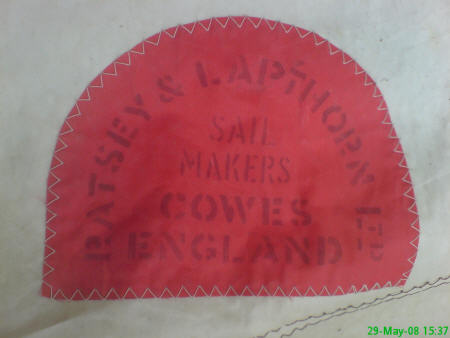 RATSEY & LAPTHORN LTD
SAIL
MAKERS
COWES
ENGLAND
29-May-08 15:37